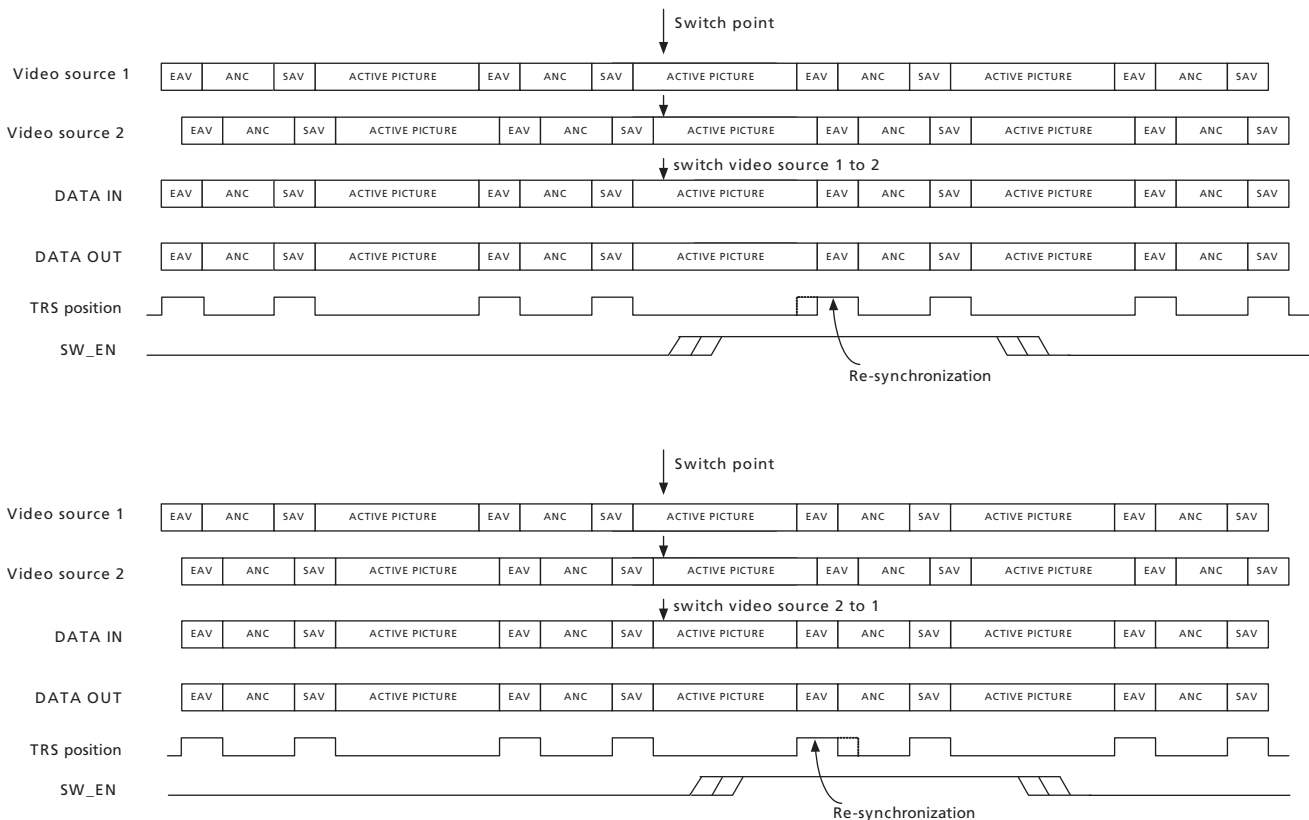 Switch point
Video source 1 EAV ANC SAV ACTIVE PICTURE EAV ANC SAV ACTIVE PICTURE EAV ANC SAV ACTIVE PICTURE EAV ANC SAV
Video source 2 EAV ANC SAV ACTIVE PICTURE EAV ANC SAV ACTIVE PICTURE EAV ANC SAV ACTIVE PICTURE EAV ANC SAV
switch video source 1 to 2
DATA IN EAV ANC SAV ACTIVE PICTURE EAV ANC SAV ACTIVE PICTURE EAV ANC SAV ACTIVE PICTURE EAV ANC SAV
DATA OUT EAV ANC SAV ACTIVE PICTURE EAV ANC SAV ACTIVE PICTURE EAV ANC SAV ACTIVE PICTURE EAV ANC SAV
TRS position
SW_EN
Re-synchronization
Switch point
Video source 1 EAV ANC SAV ACTIVE PICTURE EAV ANC SAV ACTIVE PICTURE EAV ANC SAV ACTIVE PICTURE EAV ANC SAV
Video source 2 EAV ANC SAV ACTIVE PICTURE EAV ANC SAV ACTIVE PICTURE EAV ANC SAV ACTIVE PICTURE EAV ANC SAV
switch video source 2 to 1
DATA IN EAV ANC SAV ACTIVE PICTURE EAV ANC SAV ACTIVE PICTURE EAV ANC SAV ACTIVE PICTURE EAV ANC SAV
DATA OUT EAV ANC SAV ACTIVE PICTURE EAV ANC SAV ACTIVE PICTURE EAV ANC SAV ACTIVE PICTURE EAV ANC SAV
TRS position
SW_EN
Re-synchronization